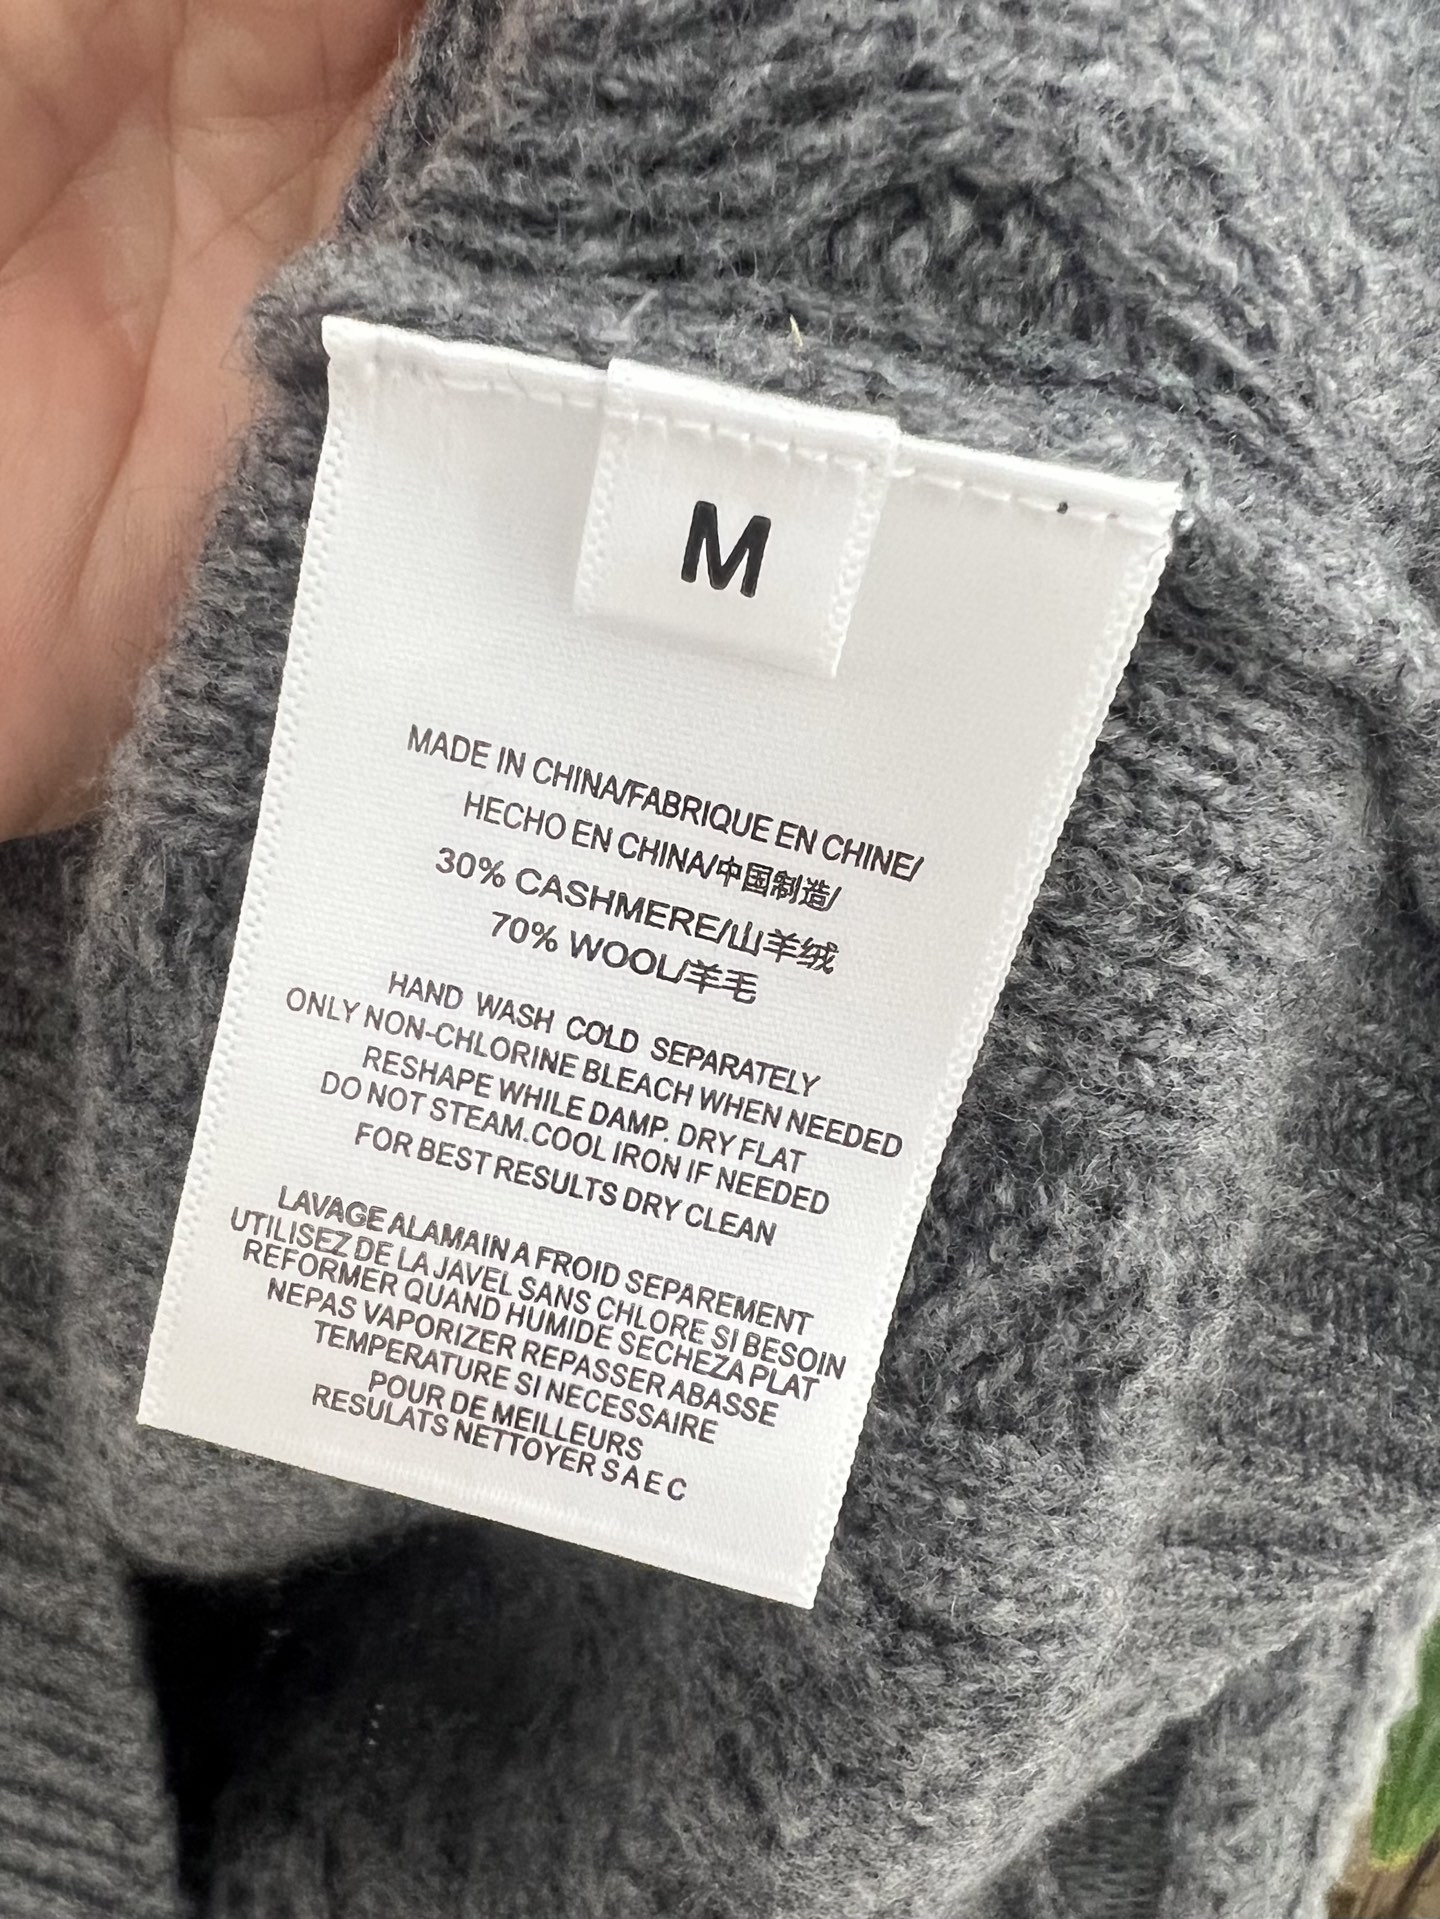 M
MADE IN CHINA/FABRIQUE EN CHINE/
HECHO EN CHINA/中国制造/
30% CASHMERE/山羊绒
70% WOOL/羊毛
HAND WASH COLD SEPARATELY
ONLY NON-CHLORINE BLEACH WHEN NEEDED
RESHAPE WHILE DAMP. DRY FLAT
DO NOT STEAM.COOL IRON IF NEEDED
FOR BEST RESULTS DRY CLEAN
LAVAGE ALAMAIN A FROID SEPAREMENT
UTILISEZ DE LA JAVEL SANS CHLORE SI BESOIN
REFORMER QUAND HUMIDE SECHEZA PLAT
NEPAS VAPORIZER REPASSER ABASSE
TEMPERATURE SI NECESSAIRE
POUR DE MEILLEURS
RESULATS NETTOYER S A E C